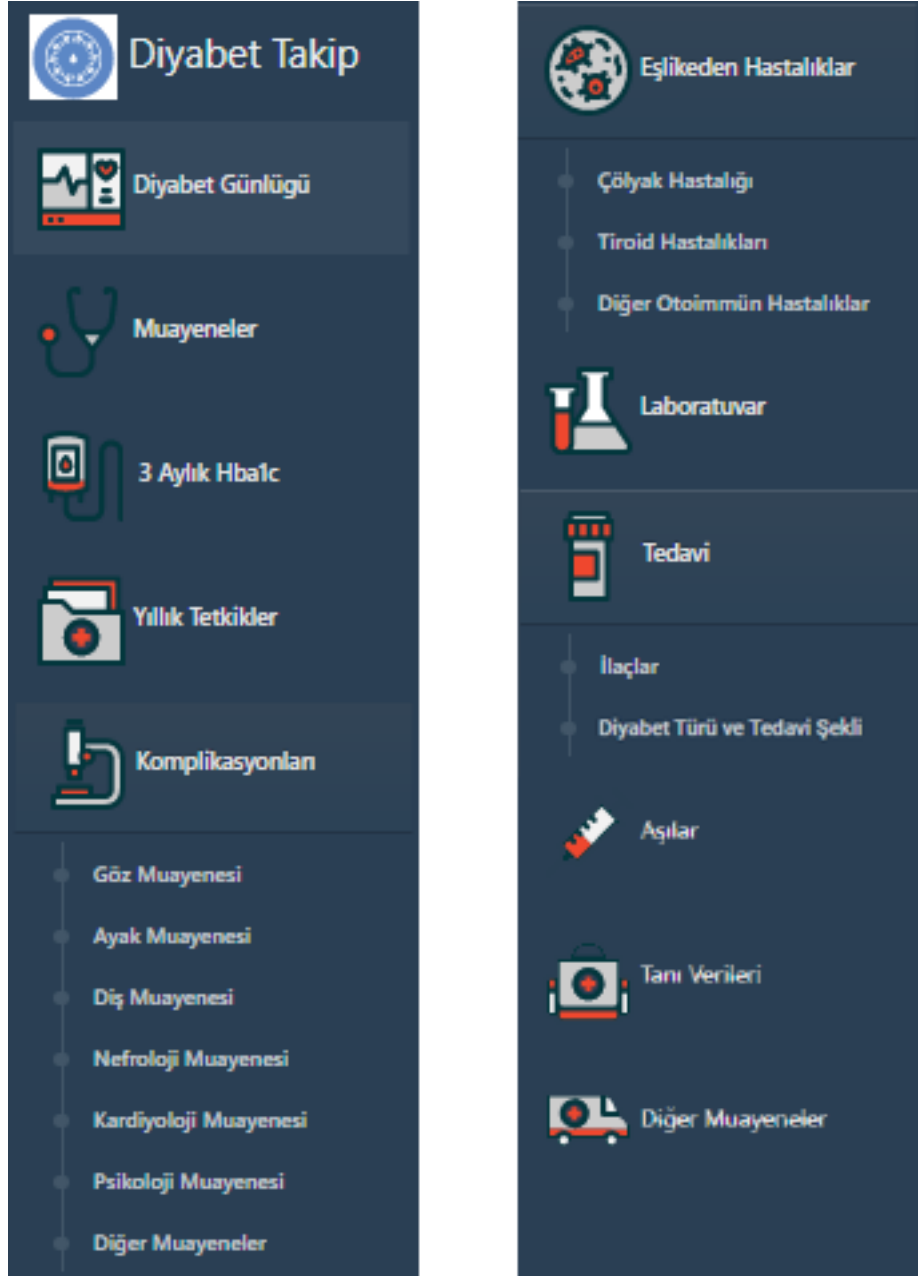 Diyabet Takip
Diyabet Günlügü
Muayeneler
3 Aylık Hba1c
Yıllık Tetkikler
Komplikasyonları
Göz Muayenesi
Ayak Muayenesi
Diş Muayenesi
Nefroloji Muayenesi
Kardiyoloji Muayenesi
Psikoloji Muayenesi
Diğer Muayeneler
Eşlikeden Hastalıklar
Çölyak Hastalığı
Tiroid Hastalıkları
Diğer Otoimmün Hastalıklar
Laboratuvar
Tedavi
İlaçlar
Diyabet Türü ve Tedavi Şekli
Aşılar
Tanı Verileri
Diğer Muayeneler